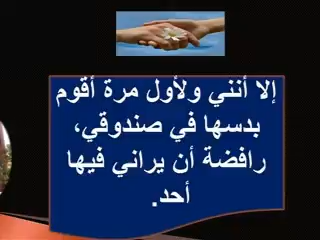 إلا أنني ولأول مرة أقوم
بدسها في صندوقي،
رافضة أن يراني فيها
أحد.